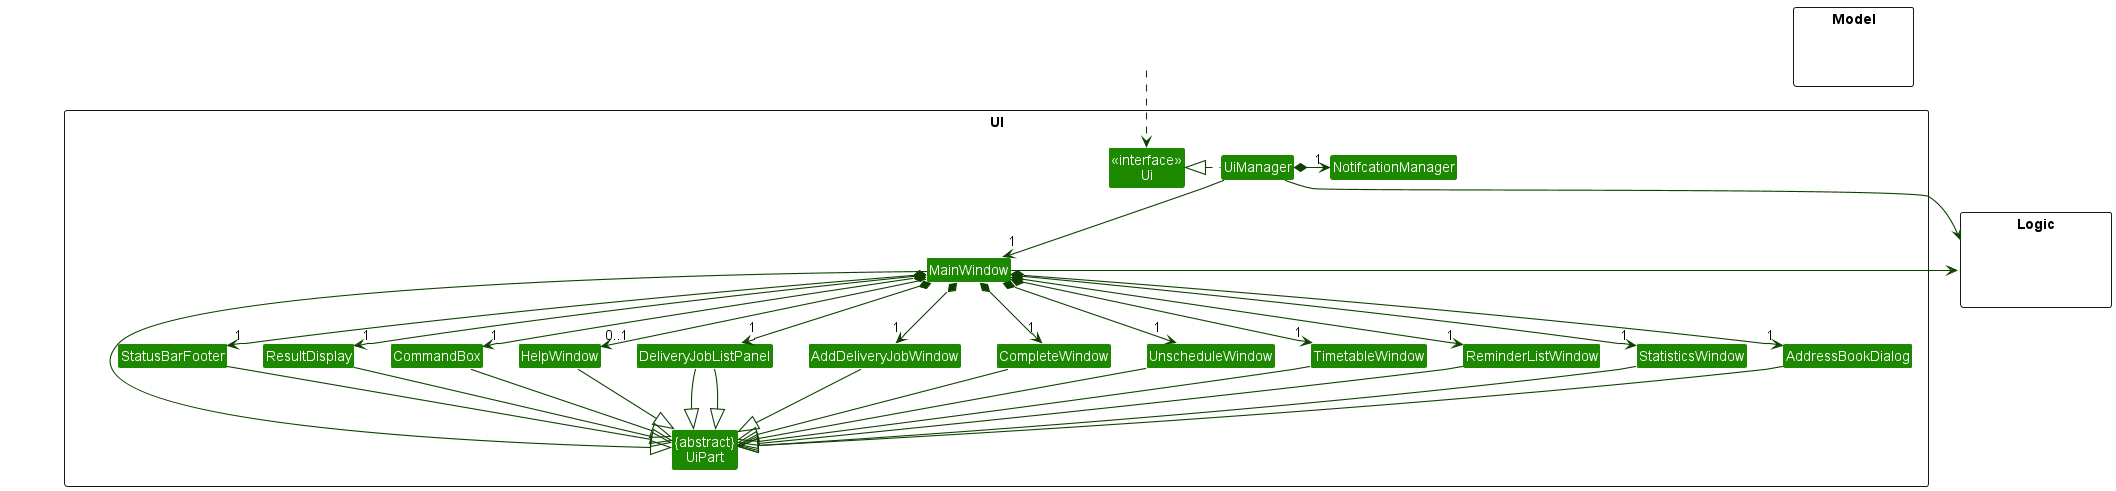 Model
UI
«interface»
Ui
UiManager
1
NotifcationManager
Logic
1
MainWindow
1
1
1
0..1
1
1
1
1
1
1
1
1
StatusBarFooter
ResultDisplay
CommandBox
HelpWindow
DeliveryJobListPanel
AddDeliveryJobWindow
CompleteWindow
UnscheduleWindow
TimetableWindow
ReminderListWindow
StatisticsWindow
AddressBookDialog
{abstract}
UiPart